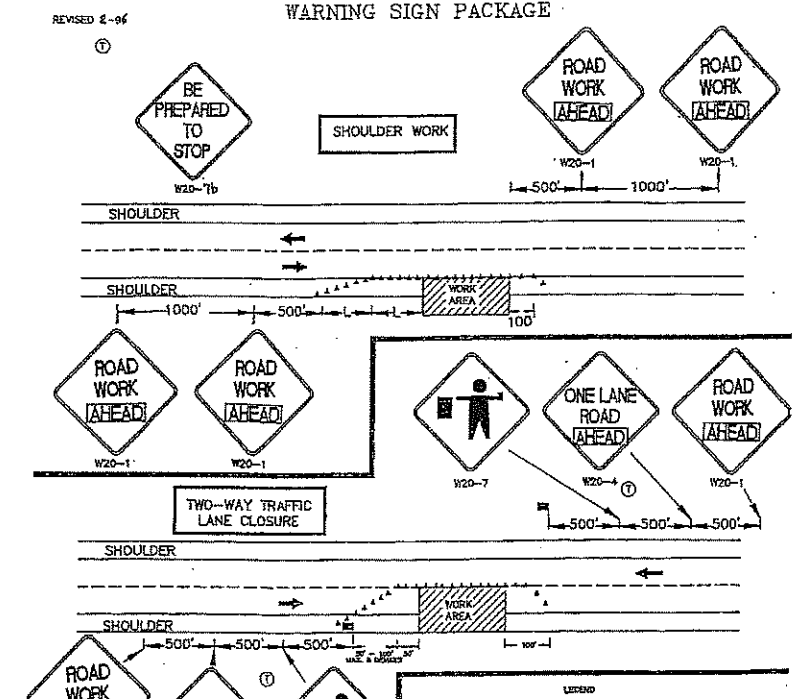 WARNING SIGN PACKAGE
REVISED 2-96
T
BE
PREPARED
TO
STOP
W20-7b
SHOULDER WORK
ROAD
WORK
AHEAD
W20-1
ROAD
WORK
AHEAD
W20-1
500' 1000'
SHOULDER
SHOULDER
WORK
AREA
1000' 500' L L 100'
ROAD
WORK
AHEAD
W20-1
ROAD
WORK
AHEAD
W20-1
W20-7
ONE LANE
ROAD
AHEAD
W20-4 T
ROAD
WORK
AHEAD
W20-1
TWO-WAY TRAFFIC
LANE CLOSURE
500' 500' 500'
SHOULDER
SHOULDER
WORK
AREA
500' 500' 500' 50' - 100' 50' 100'
ROAD
WORK
T
LEGEND